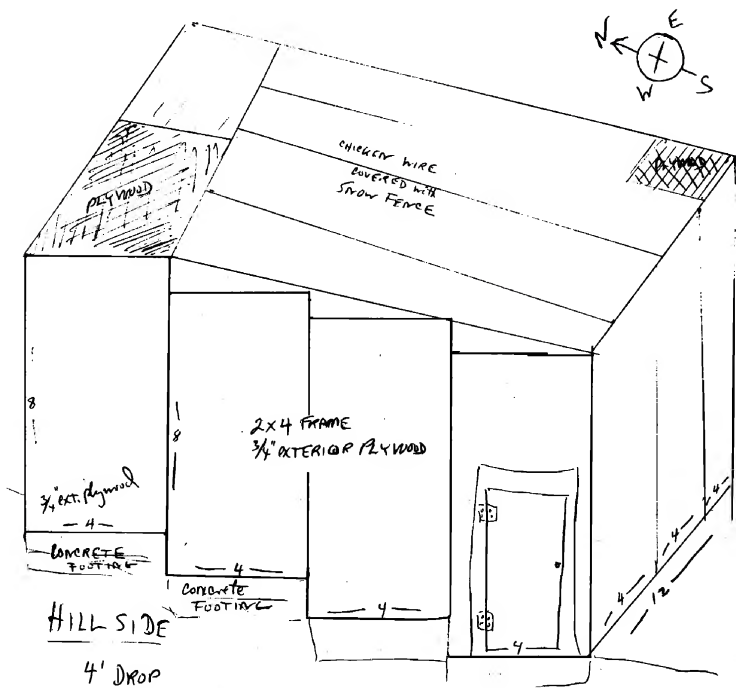 E
N
S
W
CHICKEN WIRE
COVERED WITH
SNOW FENCE
PLYWOOD
PLYWOOD
8
8
2x4 FRAME
3/4" EXTERIOR PLYWOOD
3/4" ext. plywood
4
CONCRETE
FOOTING
4
CONCRETE
FOOTING
4
4
4
4
4
12
HILL SIDE
4' DROP